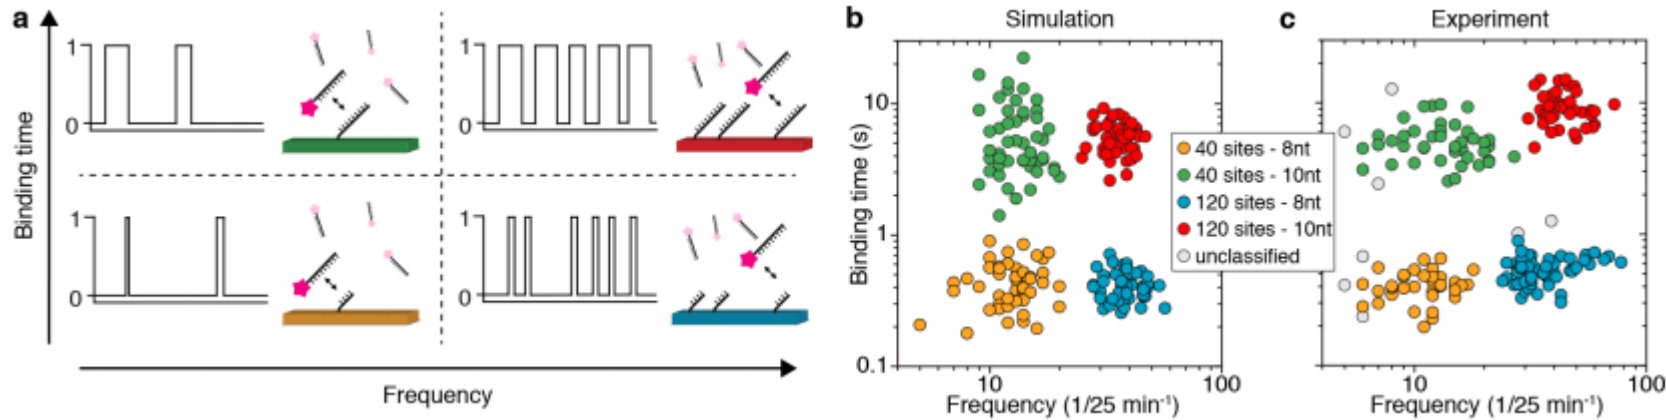 a
Binding time
1
0
1
0
1
0
1
0
Frequency
b
Simulation
Binding time (s)
10
1
0.1
10
100
Frequency (1/25 min⁻¹)
40 sites - 8nt
40 sites - 10nt
120 sites - 8nt
120 sites - 10nt
unclassified
c
Experiment
10
100
Frequency (1/25 min⁻¹)